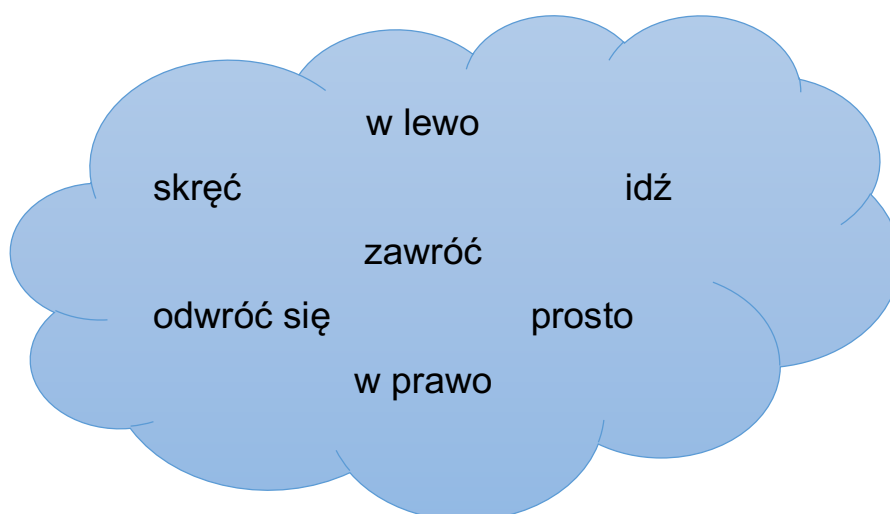 w lewo
skręć idź
zawróć
odwróć się prosto
w prawo